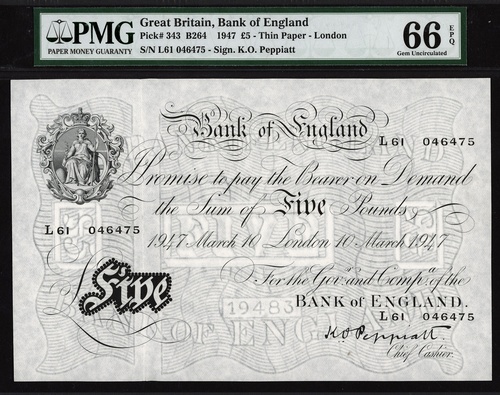 PMG
PAPER MONEY GUARANTY
Great Britain, Bank of England
Pick# 343 B264 1947 £5 - Thin Paper - London
S/N L61 046475 - Sign. K.O. Peppiatt
66 EPQ
Gem Uncirculated
Bank of England
L61 046475
I Promise to pay the Bearer on Demand
the Sum of Five Pounds
L61 046475
1947 March 10 London 10 March 1947
For the Govr. and Compa. of the
BANK OF ENGLAND.
L61 046475
Five
19483
K O Peppiatt
Chief Cashier.